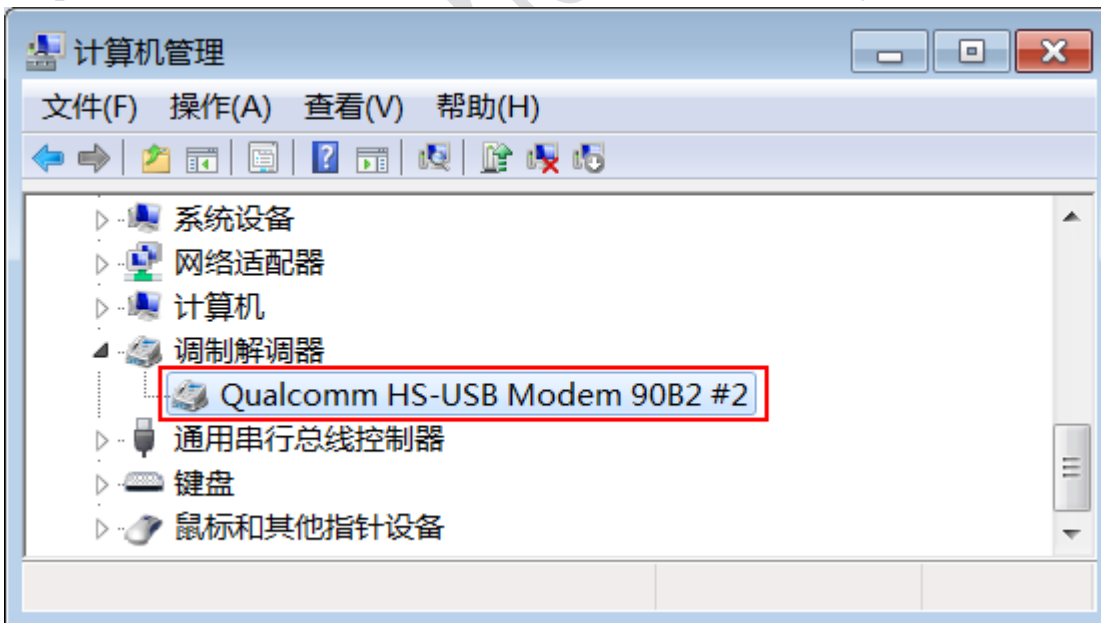 计算机管理
文件(F) 操作(A) 查看(V) 帮助(H)
系统设备
网络适配器
计算机
调制解调器
Qualcomm HS-USB Modem 90B2 #2
通用串行总线控制器
键盘
鼠标和其他指针设备